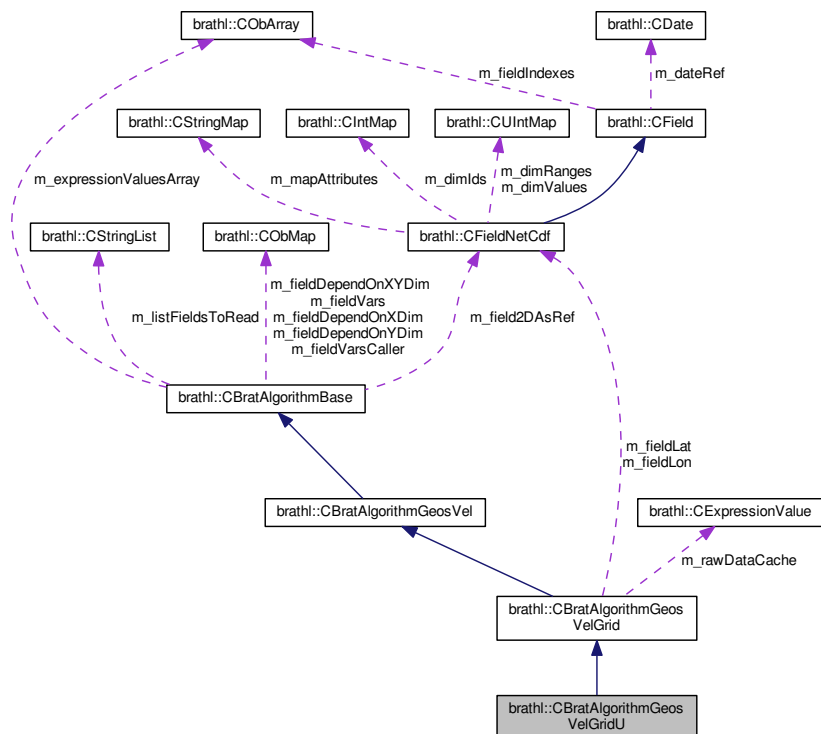 brathl::CObArray
brathl::CDate
m_dateRef
m_fieldIndexes
brathl::CStringMap
brathl::CIntMap
brathl::CUIntMap
brathl::CField
m_expressionValuesArray
m_mapAttributes
m_dimIds
m_dimRanges
m_dimValues
brathl::CStringList
brathl::CObMap
brathl::CFieldNetCdf
m_listFieldsToRead
m_fieldDependOnXYDim
m_fieldVars
m_fieldDependOnXDim
m_fieldDependOnYDim
m_fieldVarsCaller
m_field2DAsRef
brathl::CBratAlgorithmBase
m_fieldLat
m_fieldLon
brathl::CBratAlgorithmGeosVel
brathl::CExpressionValue
m_rawDataCache
brathl::CBratAlgorithmGeos
VelGrid
brathl::CBratAlgorithmGeos
VelGridU